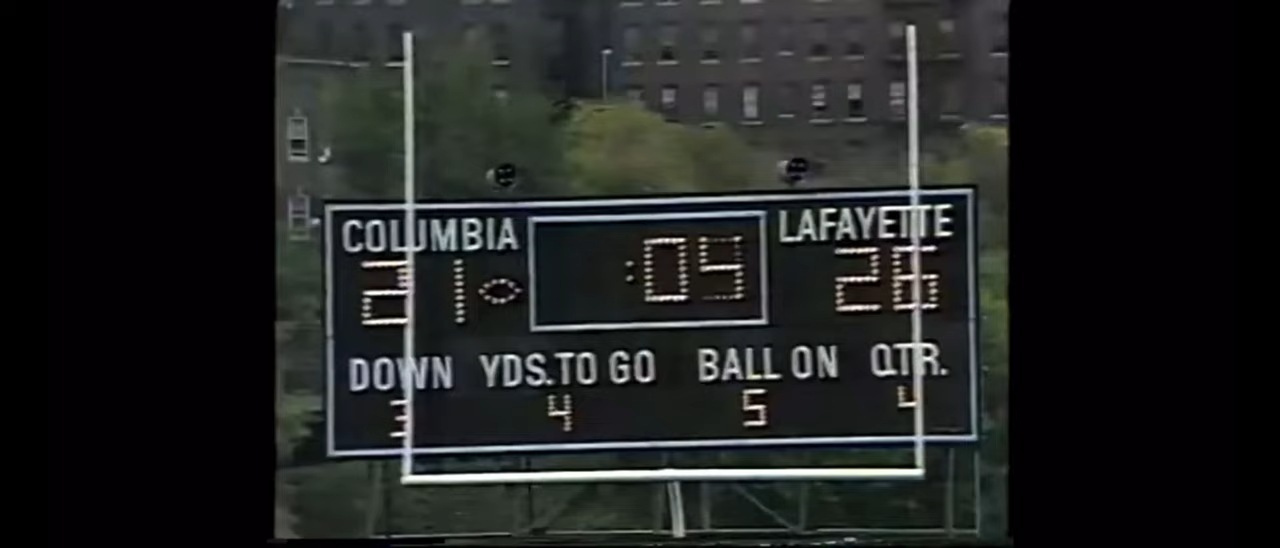 COLUMBIA LAFAYETTE
21 :05 26
DOWN YDS. TO GO BALL ON QTR.
3 4 5 4